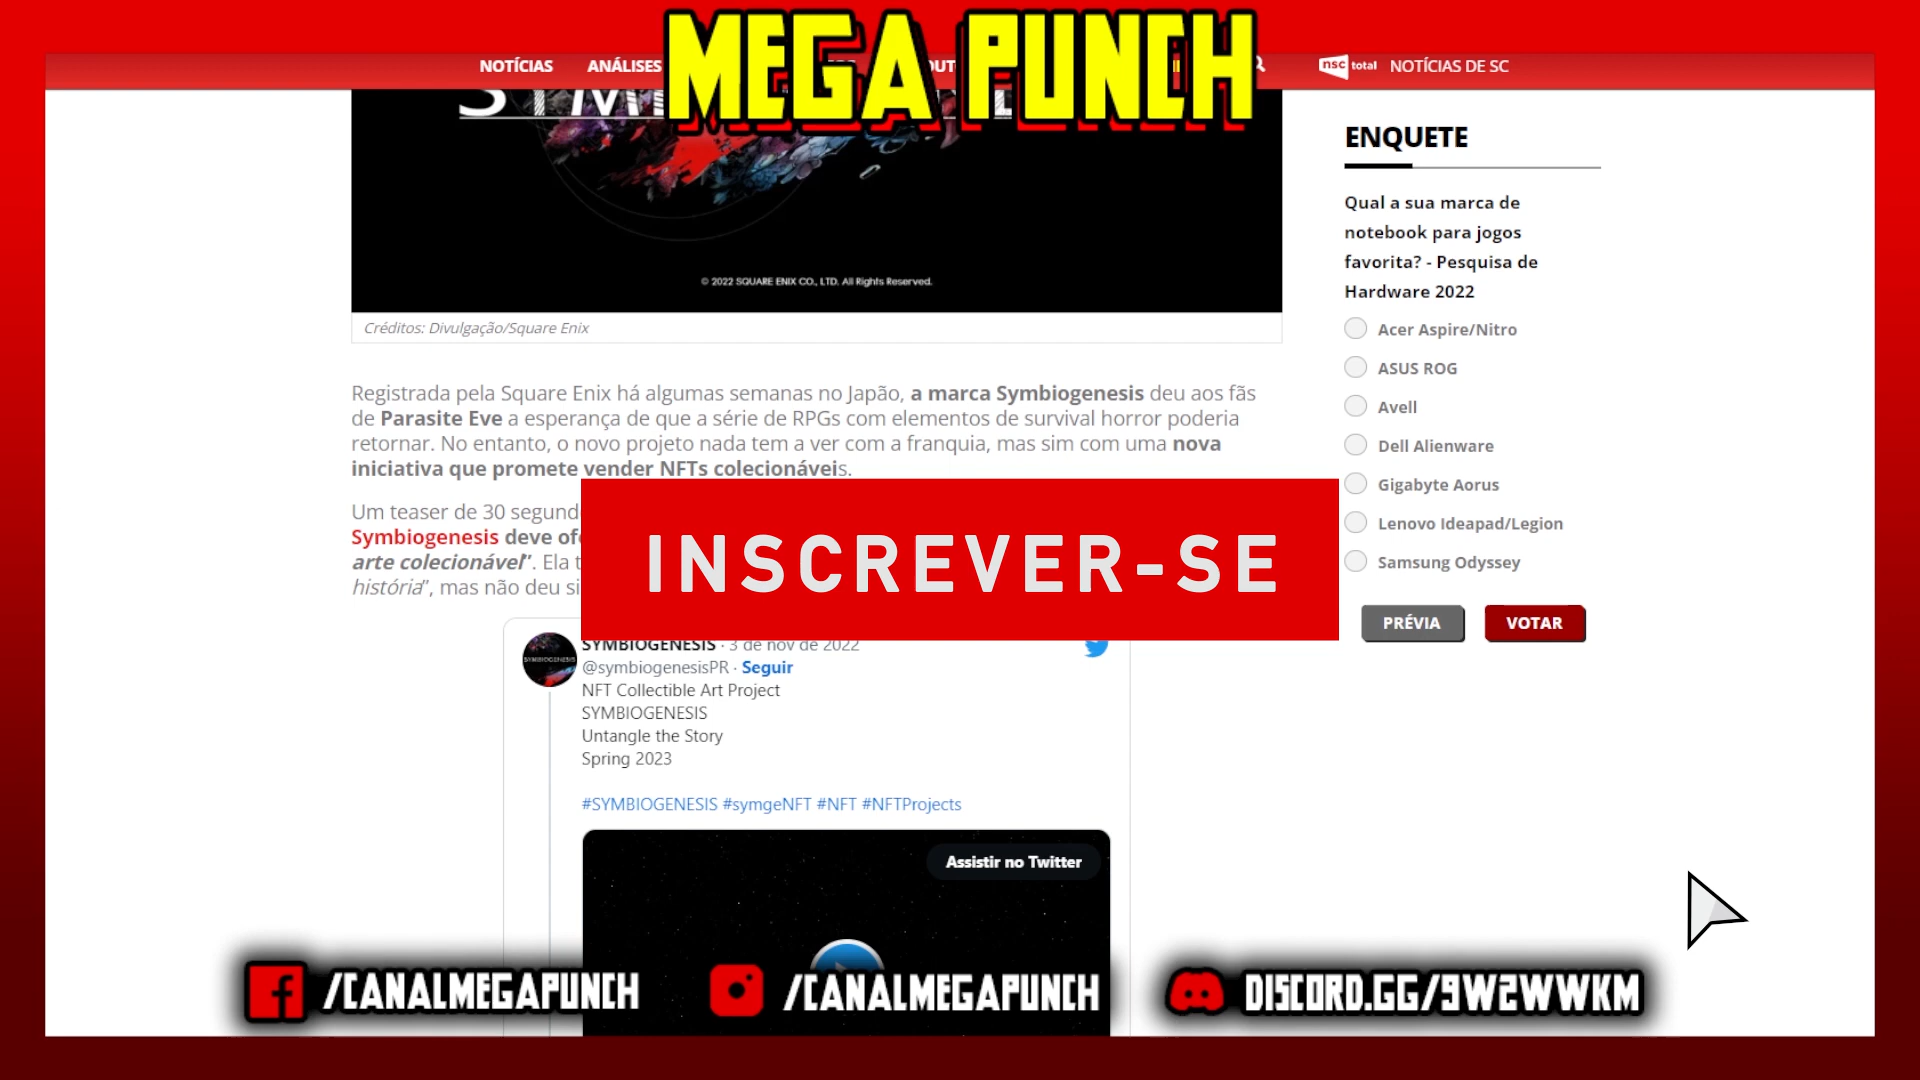 MEGA PUNCH
NOTÍCIAS ANÁLISES
nsc total NOTÍCIAS DE SC
© 2022 SQUARE ENIX CO., LTD. All Rights Reserved.
Créditos: Divulgação/Square Enix
Registrada pela Square Enix há algumas semanas no Japão, a marca Symbiogenesis deu aos fãs
de Parasite Eve a esperança de que a série de RPGs com elementos de survival horror poderia
retornar. No entanto, o novo projeto nada tem a ver com a franquia, mas sim com uma nova
iniciativa que promete vender NFTs colecionáveis.
Um teaser de 30
Symbiogenesis deve
arte colecionável”. Ela
história”, mas não deu
INSCREVER-SE
SYMBIOGENESIS
SYMBIOGENESIS · 3 de nov de 2022
@symbiogenesisPR · Seguir
NFT Collectible Art Project
SYMBIOGENESIS
Untangle the Story
Spring 2023
#SYMBIOGENESIS #symgeNFT #NFT #NFTProjects
Assistir no Twitter
ENQUETE
Qual a sua marca de
notebook para jogos
favorita? - Pesquisa de
Hardware 2022
Acer Aspire/Nitro
ASUS ROG
Avell
Dell Alienware
Gigabyte Aorus
Lenovo Ideapad/Legion
Samsung Odyssey
PRÉVIA VOTAR
/CANALMEGAPUNCH
/CANALMEGAPUNCH
DISCORD.GG/9W2WWKM